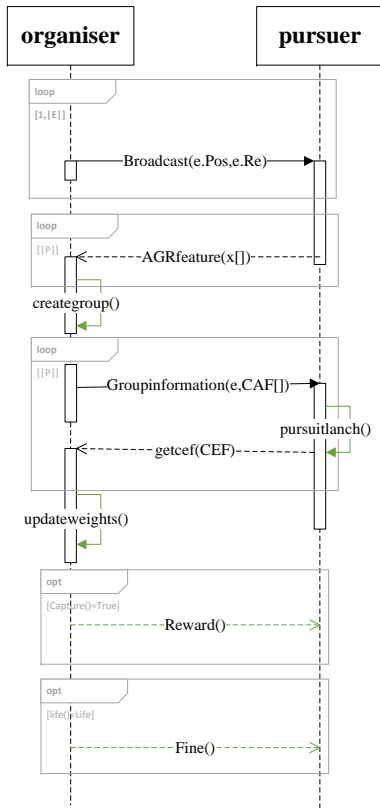 organiser
pursuer
loop
[1,|E|]
Broadcast(e.Pos,e.Re)
loop
[|P|]
AGRfeature(x[])
creategroup()
loop
[|P|]
Groupinformation(e,CAF[])
pursuitlanch()
getcef(CEF)
updateweights()
opt
[Capture()=True]
Reward()
opt
[life()=Life]
Fine()